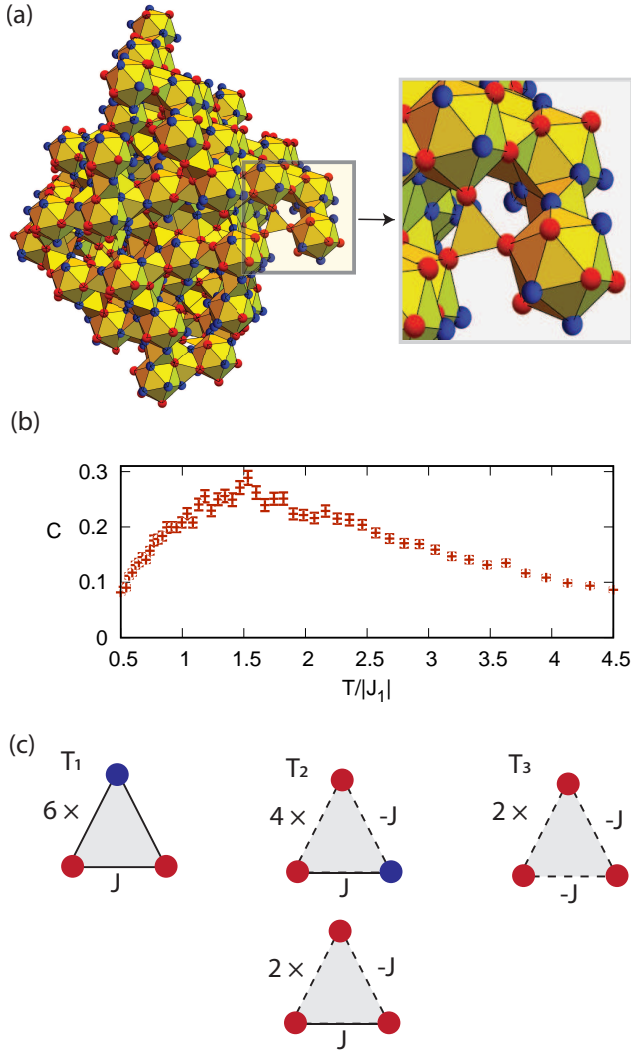 (a)
(b)
C
0.3
0.2
0.1
0
0.5 1 1.5 2 2.5 3 3.5 4 4.5
T/|J₁|
(c)
T₁ T₂ T₃
6 × 4 × -J 2 × -J
J J -J
2 × -J
J